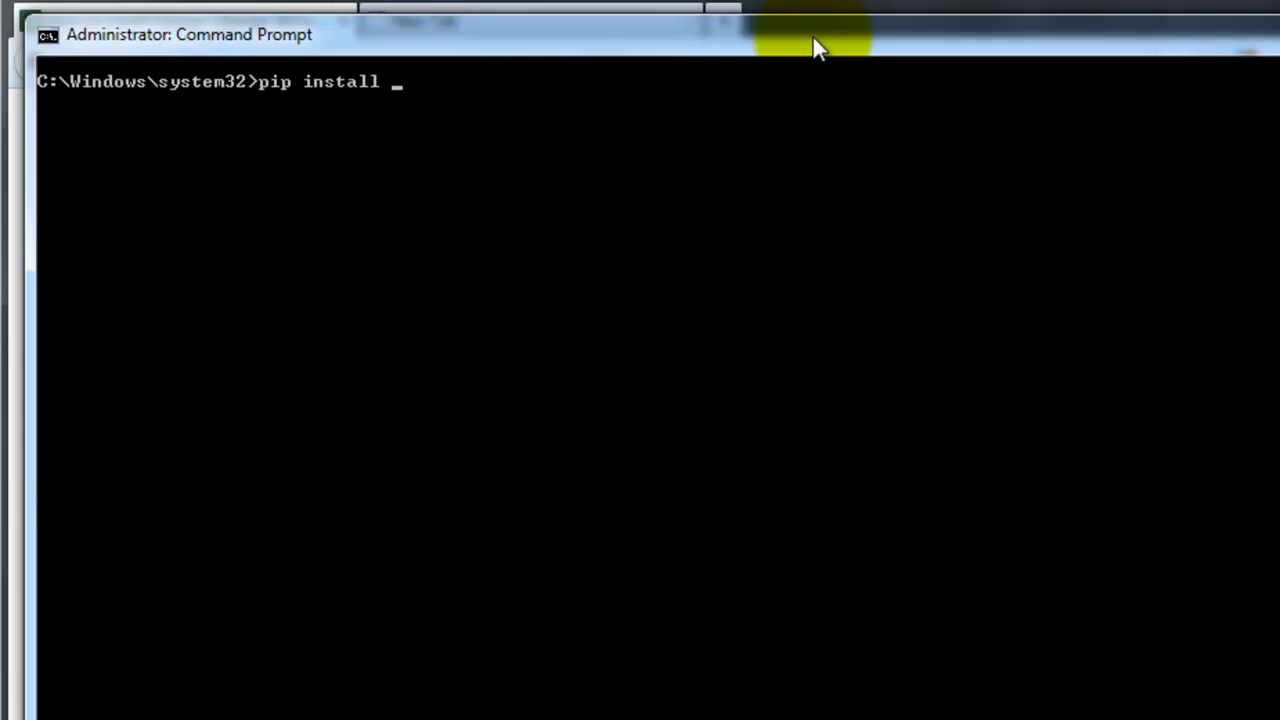 Administrator: Command Prompt
C:\Windows\system32>pip install _